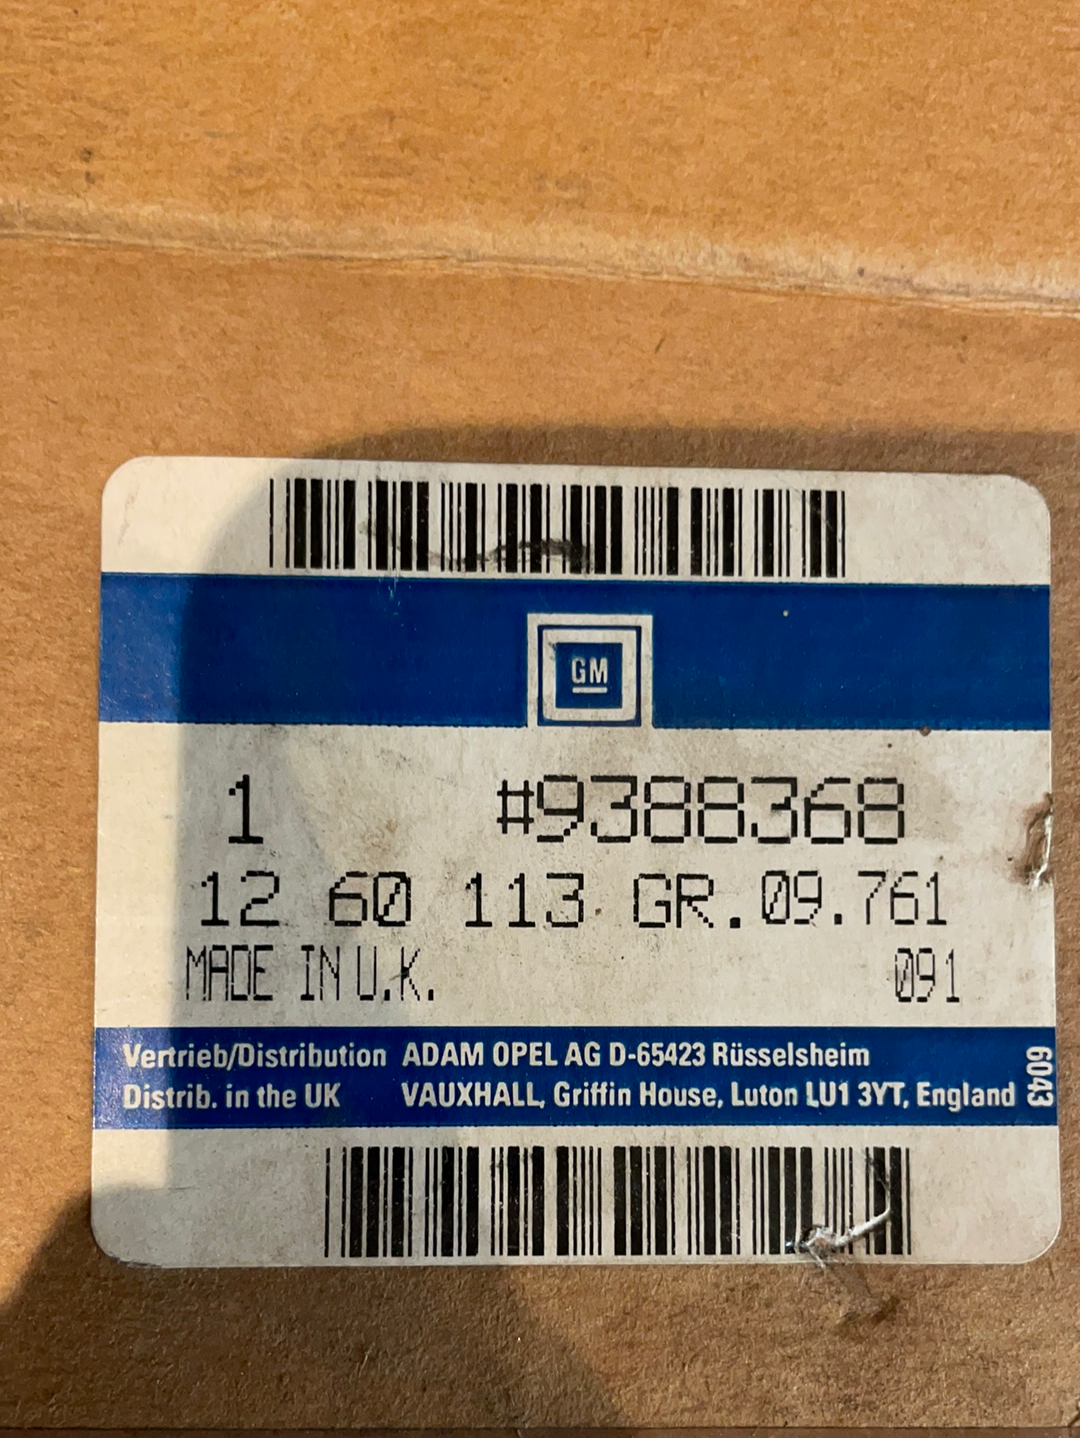 GM
1 #9388368
12 60 113 GR.09.761
MADE IN U.K. 091
Vertrieb/Distribution ADAM OPEL AG D-65423 Rüsselsheim
Distrib. in the UK VAUXHALL, Griffin House, Luton LU1 3YT, England
6043